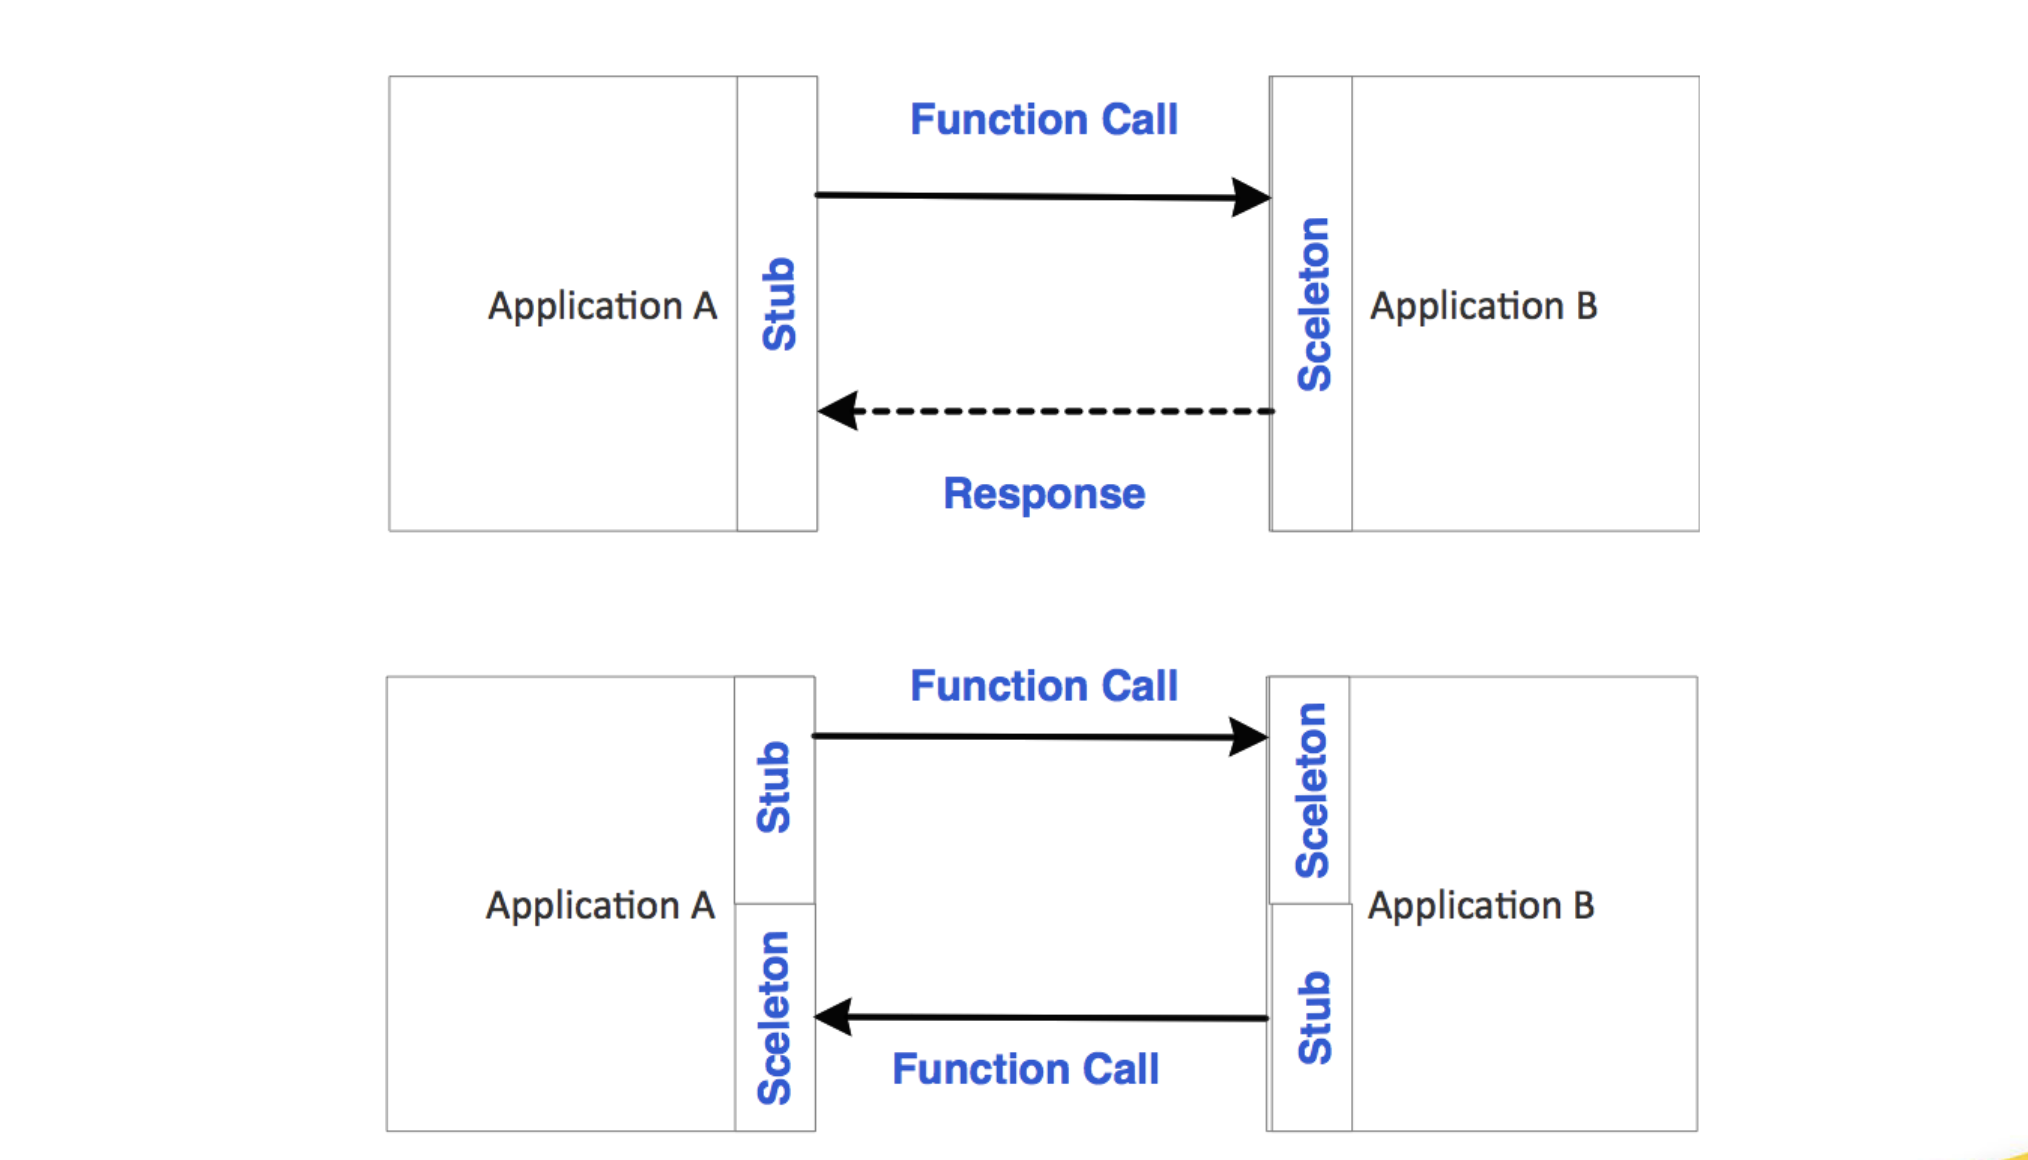 Function Call
Application A
Stub
Sceleton
Application B
Response
Function Call
Stub
Sceleton
Application A
Application B
Sceleton
Stub
Function Call